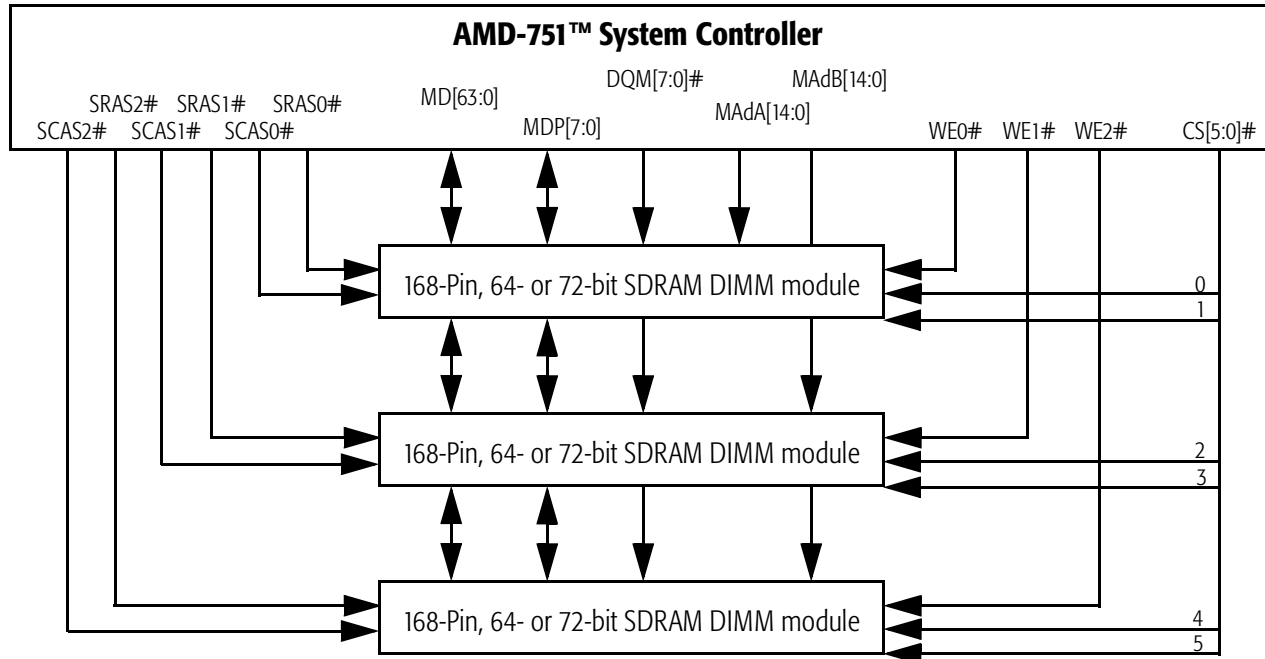 AMD-751™ System Controller
DQM[7:0]# MAdB[14:0]
SRAS2# SRAS1# SRAS0# MD[63:0] MAdA[14:0]
SCAS2# SCAS1# SCAS0# MDP[7:0] WE0# WE1# WE2# CS[5:0]#
168-Pin, 64- or 72-bit SDRAM DIMM module
0
1
168-Pin, 64- or 72-bit SDRAM DIMM module
2
3
168-Pin, 64- or 72-bit SDRAM DIMM module
4
5